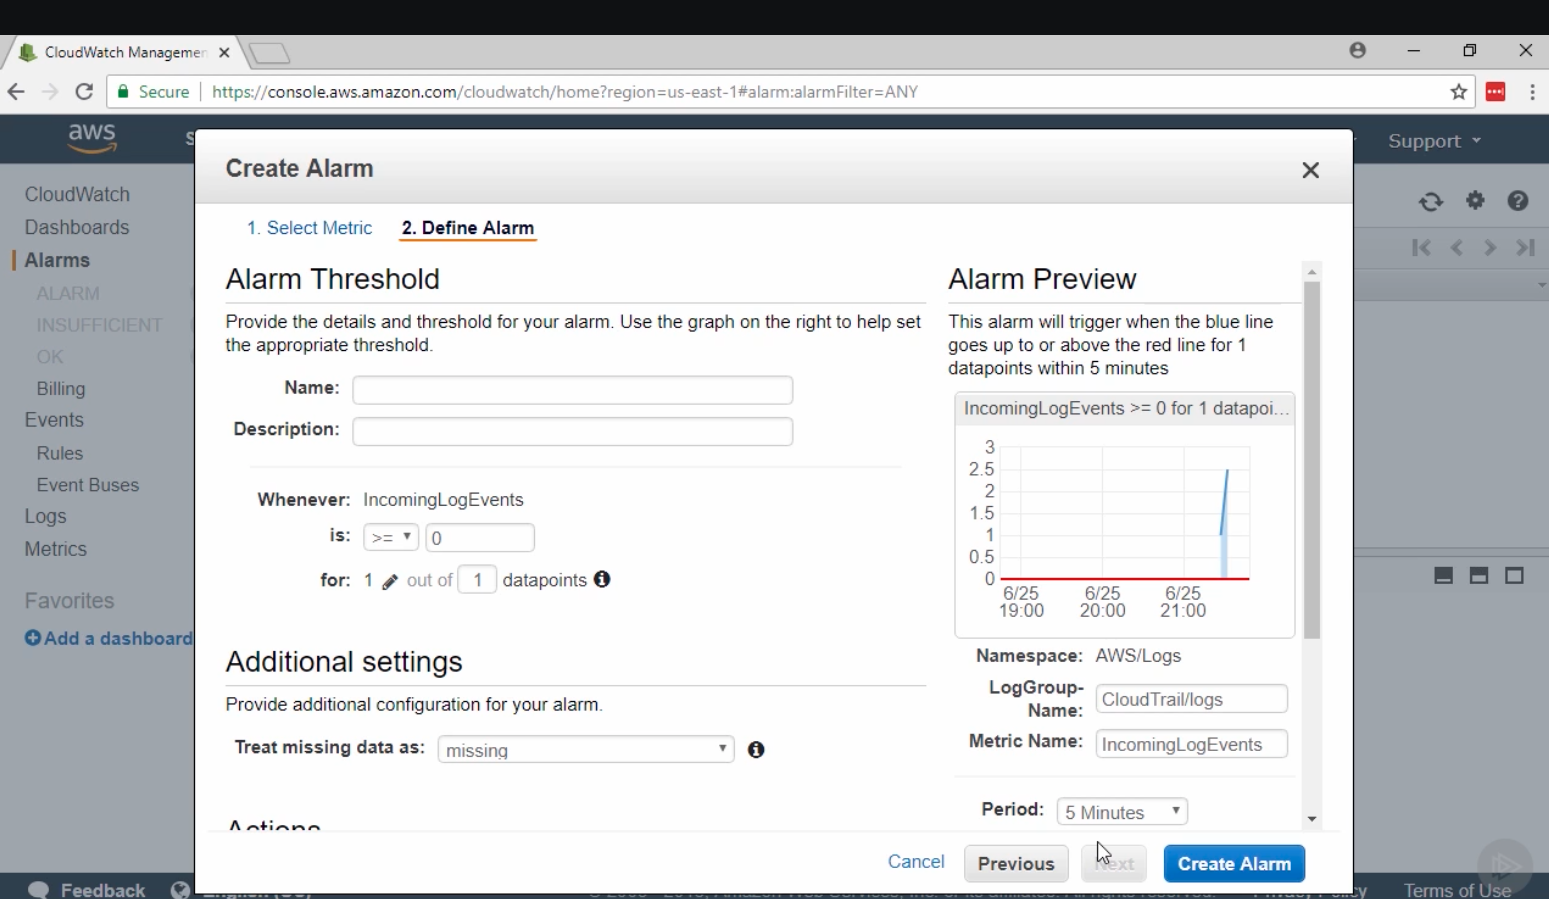 CloudWatch Managemen
Secure
https://console.aws.amazon.com/cloudwatch/home?region=us-east-1#alarm:alarmFilter=ANY
aws
S
Support
CloudWatch
Dashboards
Alarms
ALARM
INSUFFICIENT
OK
Billing
Events
Rules
Event Buses
Logs
Metrics
Favorites
Add a dashboard
Create Alarm
1. Select Metric
2. Define Alarm
Alarm Threshold
Provide the details and threshold for your alarm. Use the graph on the right to help set
the appropriate threshold.
Name:
Description:
Whenever: IncomingLogEvents
is: >= 0
for: 1 out of 1 datapoints
Additional settings
Provide additional configuration for your alarm.
Treat missing data as: missing
Actions
Alarm Preview
This alarm will trigger when the blue line
goes up to or above the red line for 1
datapoints within 5 minutes
IncomingLogEvents >= 0 for 1 datapoi...
3
2.5
2
1.5
1
0.5
0
6/25 6/25 6/25
19:00 20:00 21:00
Namespace: AWS/Logs
LogGroup-
Name: CloudTrail/logs
Metric Name: IncomingLogEvents
Period: 5 Minutes
Cancel
Previous
Next
Create Alarm
Feedback
English (US)
Privacy Policy
Terms of Use